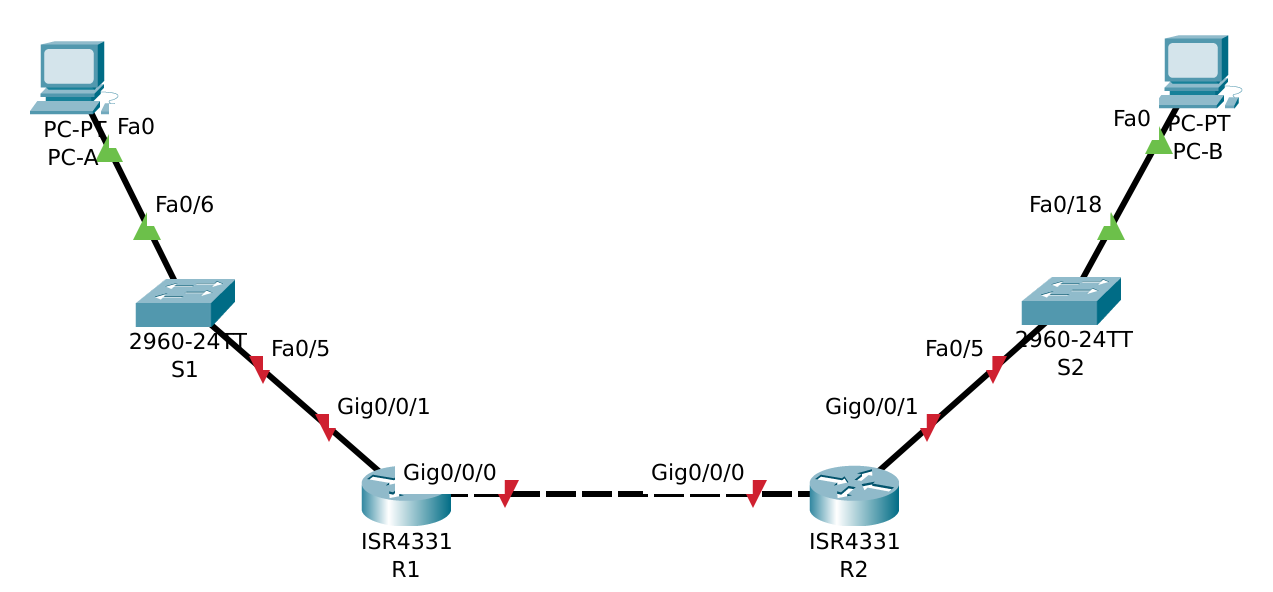 PC-PT
PC-A
Fa0
Fa0/6
2960-24TT
S1
Fa0/5
Gig0/0/1
Gig0/0/0
ISR4331
R1
Fa0
PC-PT
PC-B
Fa0/18
2960-24TT
S2
Fa0/5
Gig0/0/1
Gig0/0/0
ISR4331
R2